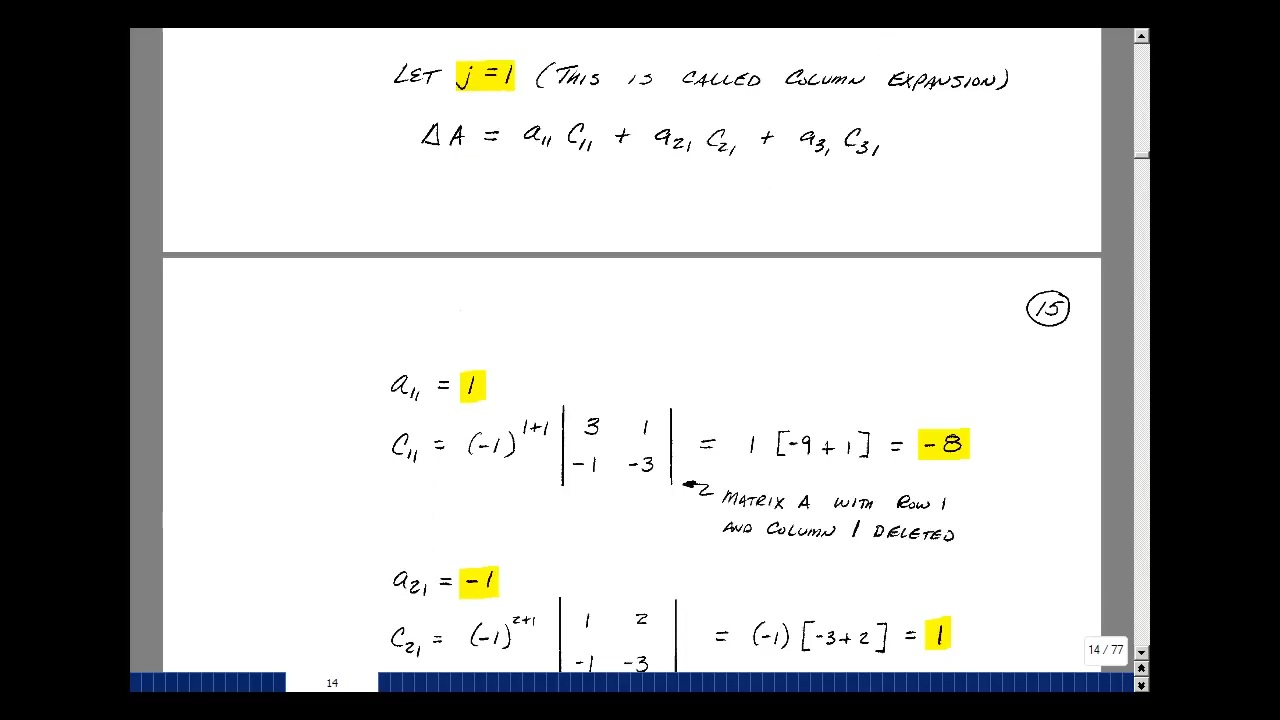 LET j = 1 (THIS IS CALLED COLUMN EXPANSION)
ΔA = a₁₁ C₁₁ + a₂₁ C₂₁ + a₃₁ C₃₁
15
a₁₁ = 1
C₁₁ = (-1)¹⁺¹ | 3 1 | = 1 [-9 + 1] = -8
| -1 -3 |
MATRIX A WITH ROW 1
AND COLUMN 1 DELETED
a₂₁ = -1
C₂₁ = (-1)²⁺¹ | 1 2 | = (-1) [-3 + 2] = 1
| -1 -3 |
14 / 77
14